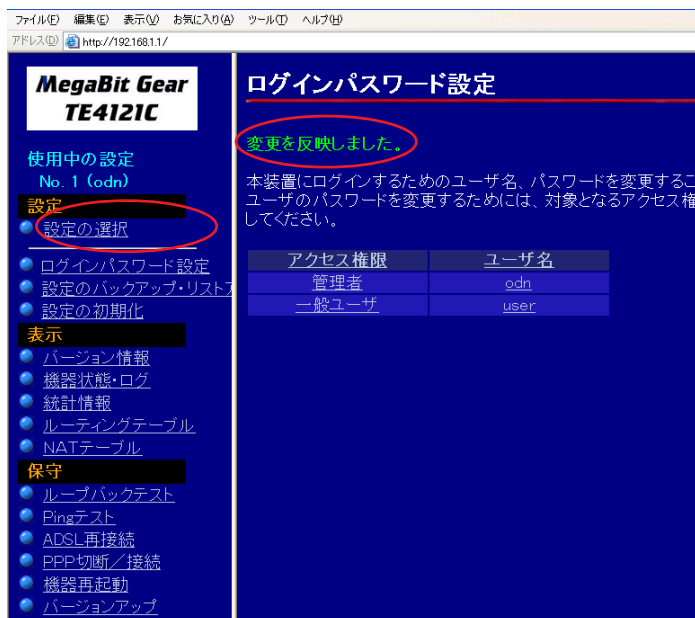 ファイル(F) 編集(E) 表示(V) お気に入り(A) ツール(T) ヘルプ(H)
アドレス(D) http://192.168.1.1/
MegaBit Gear
TE4121C
使用中の設定
No. 1 (odn)
設定
設定の選択
ログインパスワード設定
設定のバックアップ・リストア
設定の初期化
表示
バージョン情報
機器状態・ログ
統計情報
ルーティングテーブル
NATテーブル
保守
ループバックテスト
Pingテスト
ADSL再接続
PPP切断／接続
機器再起動
バージョンアップ
ログインパスワード設定
変更を反映しました。
本装置にログインするためのユーザ名、パスワードを変更するこ
ユーザのパスワードを変更するためには、対象となるアクセス権
してください。
アクセス権限 ユーザ名
管理者 odn
一般ユーザ user